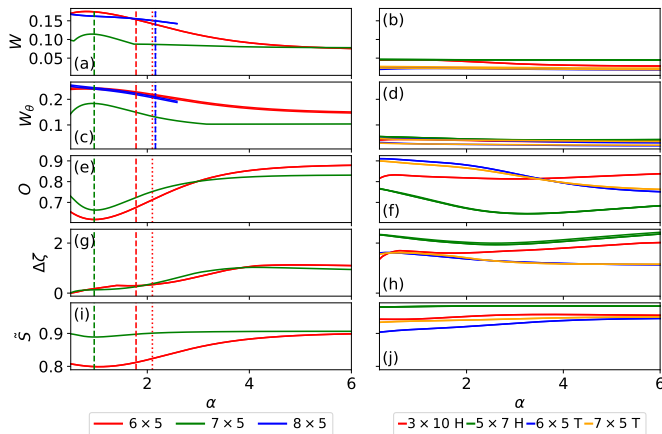 0.15
0.10
0.05
W
(a)
(b)
0.2
0.1
W_θ
(c)
(d)
0.9
0.8
0.7
O
(e)
(f)
2
0
Δζ
(g)
(h)
0.9
0.8
S̃
(i)
(j)
2 4 6
2 4 6
α
α
6 × 5 7 × 5 8 × 5
3 × 10 H 5 × 7 H 6 × 5 T 7 × 5 T